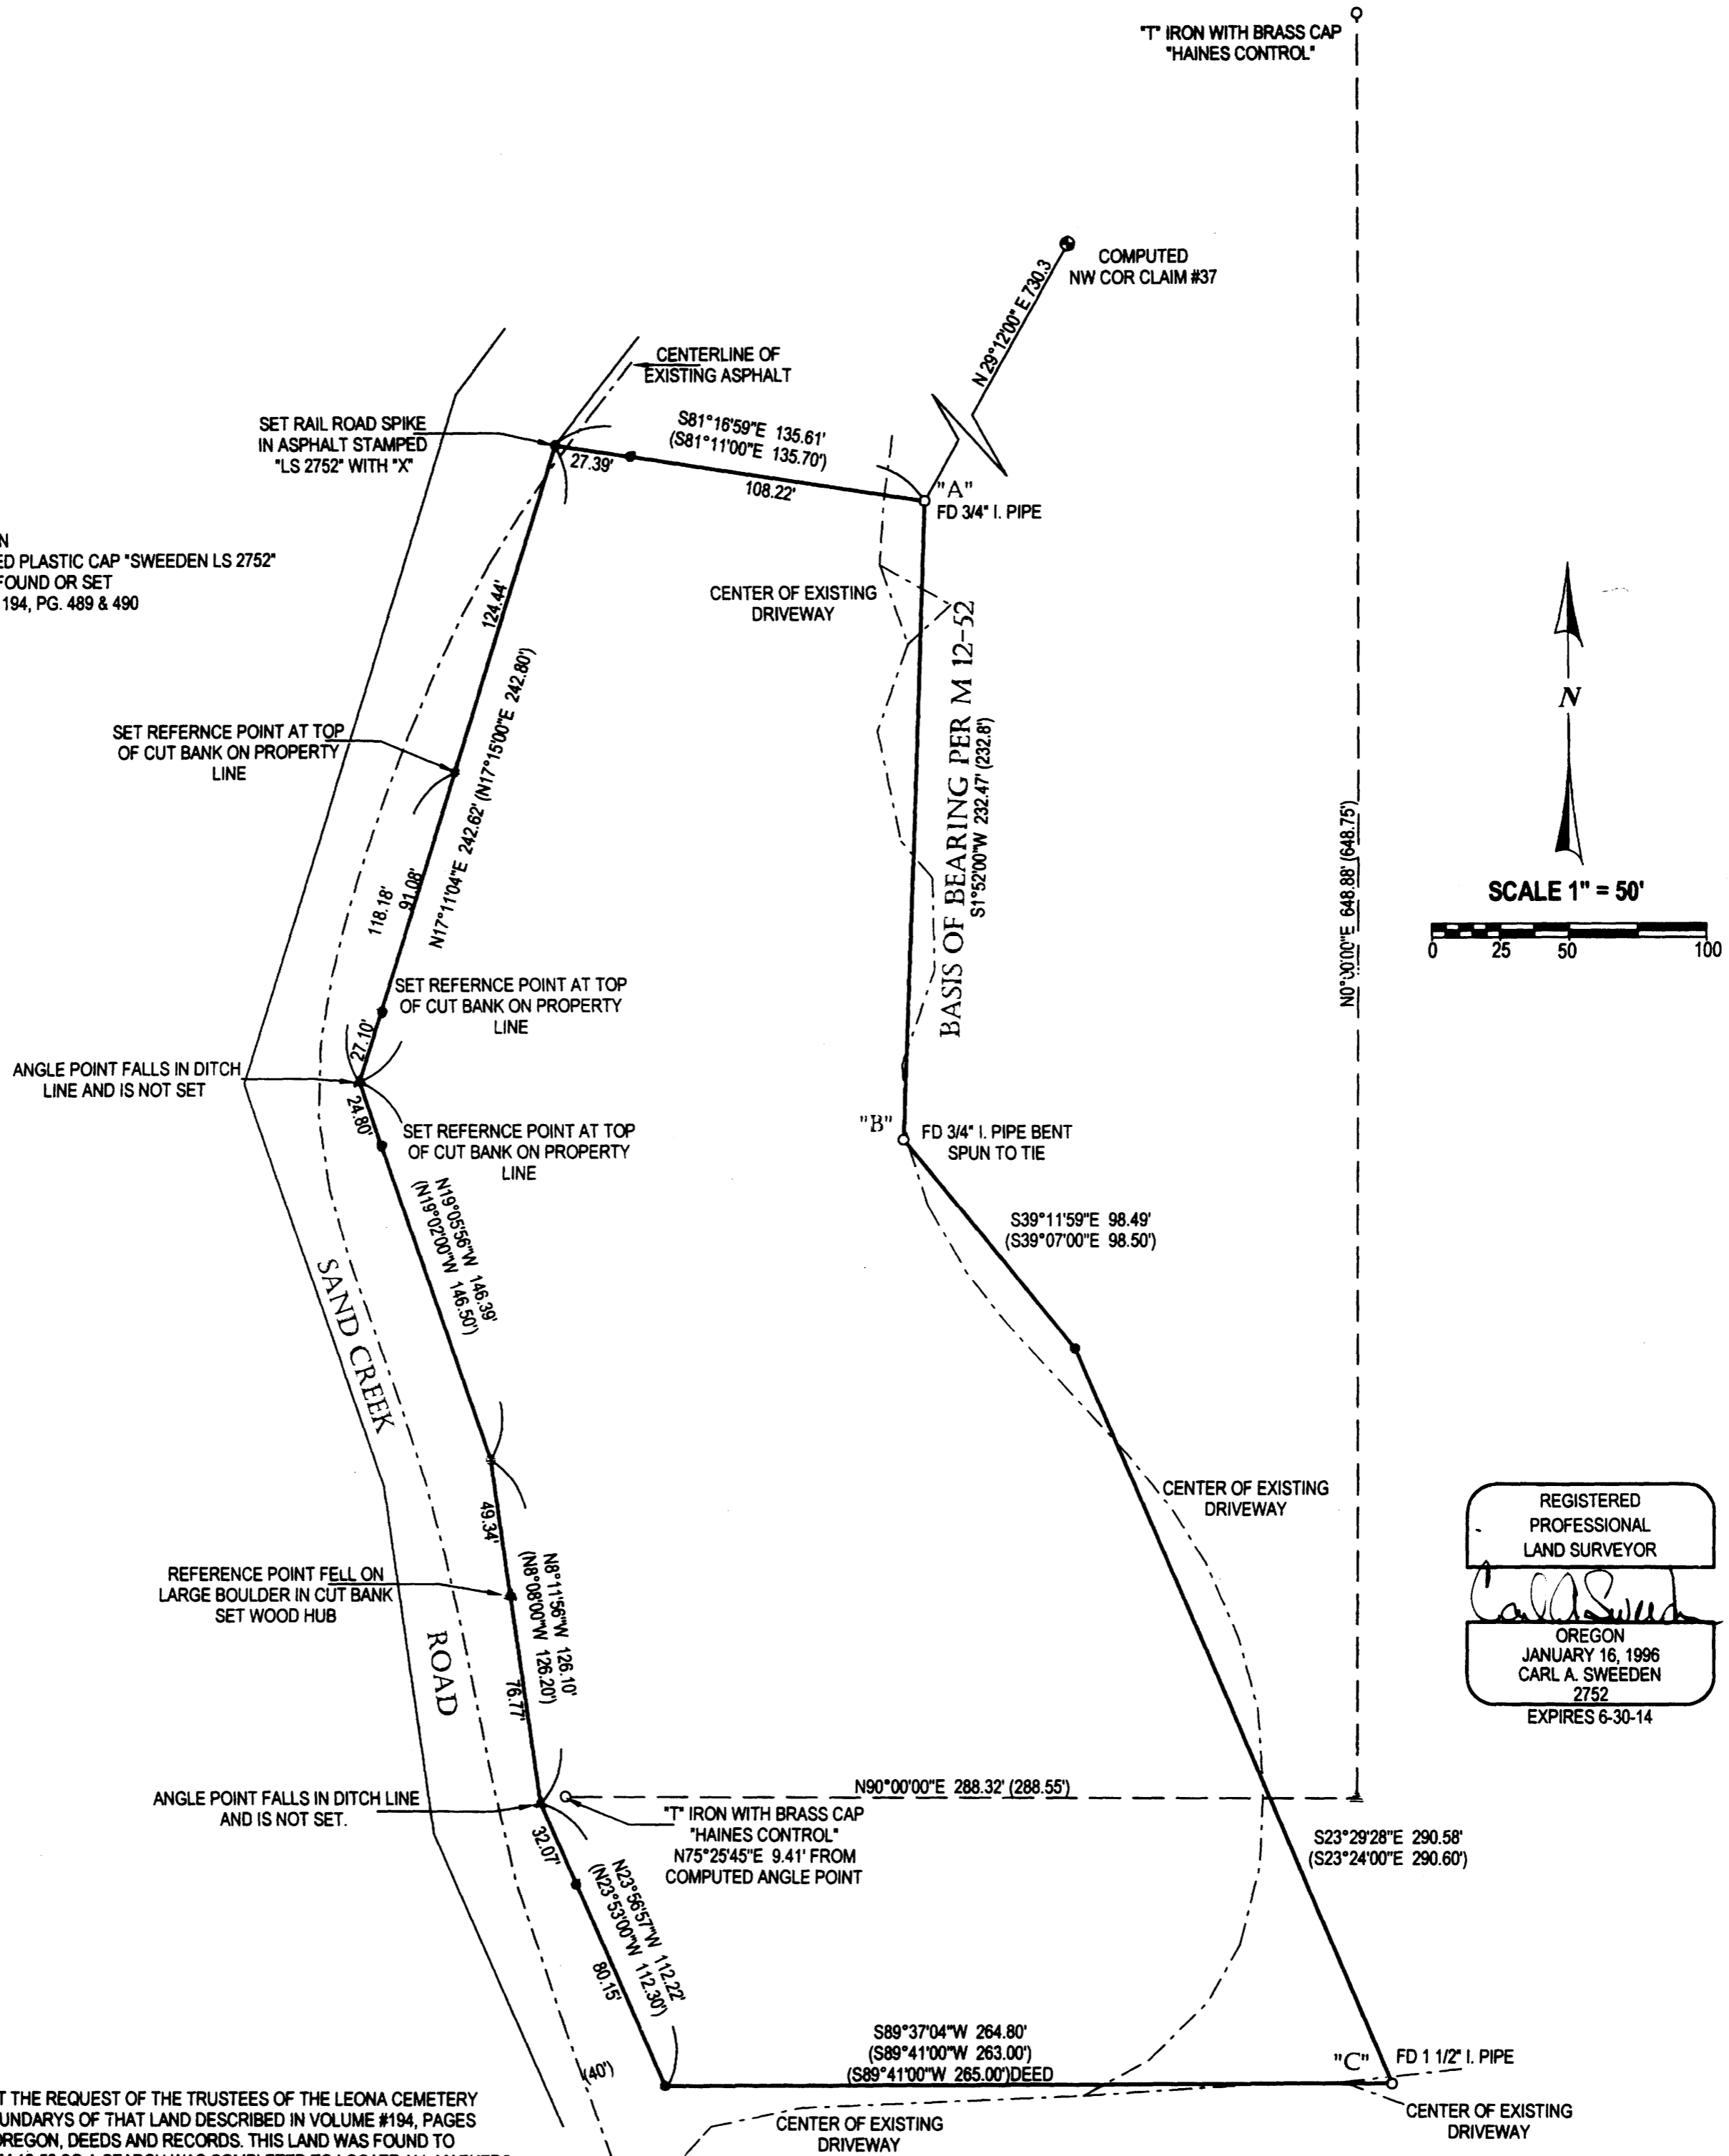 "T" IRON WITH BRASS CAP
"HAINES CONTROL"
COMPUTED
NW COR CLAIM #37
N 29°12'00" E 730.3
CENTERLINE OF
EXISTING ASPHALT
SET RAIL ROAD SPIKE
IN ASPHALT STAMPED
"LS 2752" WITH "X"
S81°16'59"E 135.61'
(S81°11'00"E 135.70')
27.39'
108.22'
"A"
FD 3/4" I. PIPE
N
ED PLASTIC CAP "SWEEDEN LS 2752"
FOUND OR SET
194, PG. 489 & 490
CENTER OF EXISTING
DRIVEWAY
124.44'
BASIS OF BEARING PER M 12-52
S1°52'00"W 232.47' (232.8')
N
SCALE 1" = 50'
0 25 50 100
SET REFERNCE POINT AT TOP
OF CUT BANK ON PROPERTY
LINE
N17°11'04"E 242.62' (N17°15'00"E 242.80')
118.18'
91.08'
N0°00'00"E 648.88' (648.75')
SET REFERNCE POINT AT TOP
OF CUT BANK ON PROPERTY
LINE
27.10'
ANGLE POINT FALLS IN DITCH
LINE AND IS NOT SET
24.80'
SET REFERNCE POINT AT TOP
OF CUT BANK ON PROPERTY
LINE
"B"
FD 3/4" I. PIPE BENT
SPUN TO TIE
N19°05'56"W 146.39'
(N19°02'00"W 146.50')
S39°11'59"E 98.49'
(S39°07'00"E 98.50')
SAND CREEK
ROAD
CENTER OF EXISTING
DRIVEWAY
49.34'
REFERENCE POINT FELL ON
LARGE BOULDER IN CUT BANK
SET WOOD HUB
N8°11'56"W 126.10'
(N8°08'00"W 126.20')
76.77'
REGISTERED
PROFESSIONAL
LAND SURVEYOR
Carl A Sweeden
OREGON
JANUARY 16, 1996
CARL A. SWEEDEN
2752
EXPIRES 6-30-14
ANGLE POINT FALLS IN DITCH LINE
AND IS NOT SET.
N90°00'00"E 288.32' (288.55')
"T" IRON WITH BRASS CAP
"HAINES CONTROL"
N75°25'45"E 9.41' FROM
COMPUTED ANGLE POINT
32.07'
N23°56'57"W 112.22'
(N23°53'00"W 112.30')
80.15'
S23°29'28"E 290.58'
(S23°24'00"E 290.60')
S89°37'04"W 264.80'
(S89°41'00"W 263.00')
(S89°41'00"W 265.00')DEED
"C"
FD 1 1/2" I. PIPE
(40')
CENTER OF EXISTING
DRIVEWAY
CENTER OF EXISTING
DRIVEWAY
T THE REQUEST OF THE TRUSTEES OF THE LEONA CEMETERY
UNDARYS OF THAT LAND DESCRIBED IN VOLUME #194, PAGES
OREGON, DEEDS AND RECORDS. THIS LAND WAS FOUND TO